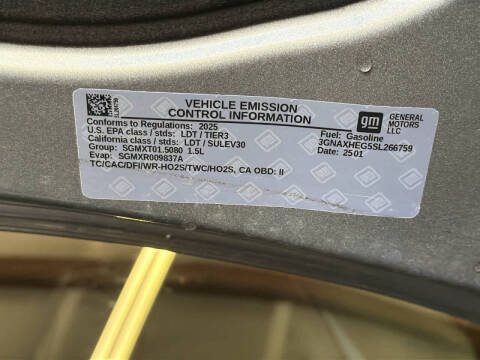 VEHICLE EMISSION
CONTROL INFORMATION
gm
GENERAL
MOTORS
LLC
Conforms to Regulations: 2025
U.S. EPA class / stds: LDT / TIER3
California class / stds: LDT / SULEV30
Group: SGMXT01.5080 1.5L
Evap: SGMXR009837A
TC/CAC/DFI/WR-HO2S/TWC/HO2S, CA OBD: II
Fuel: Gasoline
3GNAXHEG5SL266759
Date: 2501